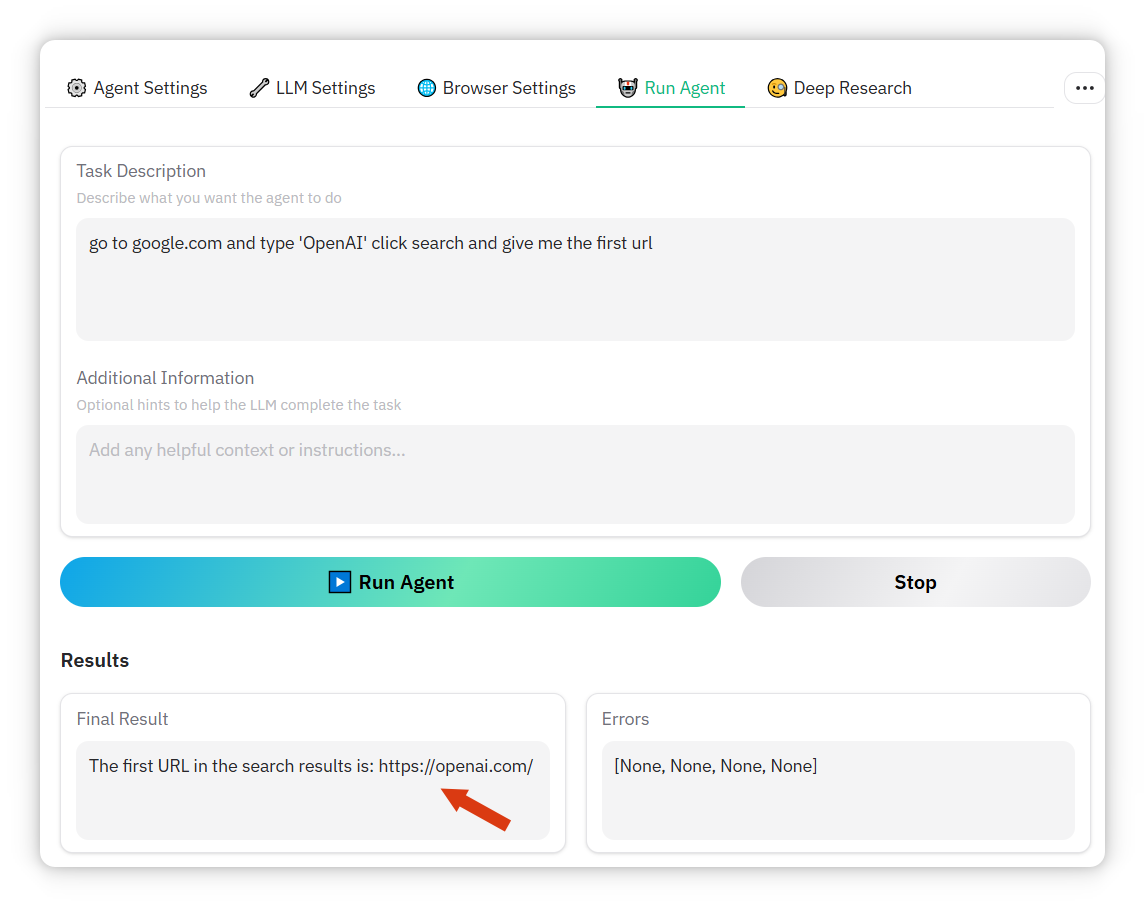 Agent Settings
LLM Settings
Browser Settings
Run Agent
Deep Research
Task Description
Describe what you want the agent to do
go to google.com and type 'OpenAI' click search and give me the first url
Additional Information
Optional hints to help the LLM complete the task
Add any helpful context or instructions...
Run Agent
Stop
Results
Final Result
The first URL in the search results is: https://openai.com/
Errors
[None, None, None, None]